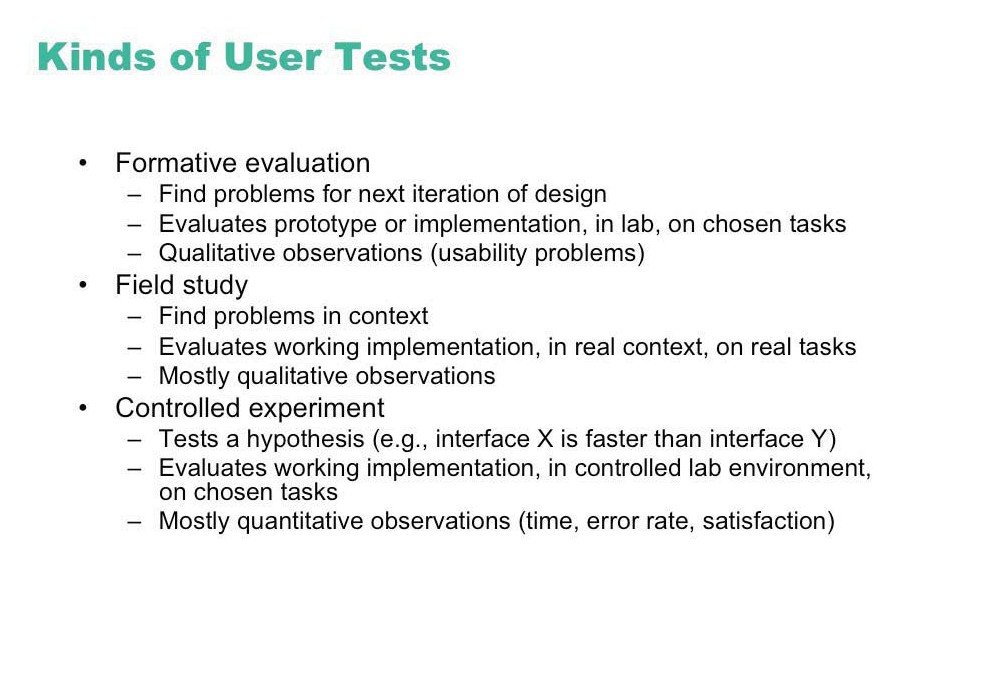 Kinds of User Tests
• Formative evaluation
– Find problems for next iteration of design
– Evaluates prototype or implementation, in lab, on chosen tasks
– Qualitative observations (usability problems)
• Field study
– Find problems in context
– Evaluates working implementation, in real context, on real tasks
– Mostly qualitative observations
• Controlled experiment
– Tests a hypothesis (e.g., interface X is faster than interface Y)
– Evaluates working implementation, in controlled lab environment,
on chosen tasks
– Mostly quantitative observations (time, error rate, satisfaction)